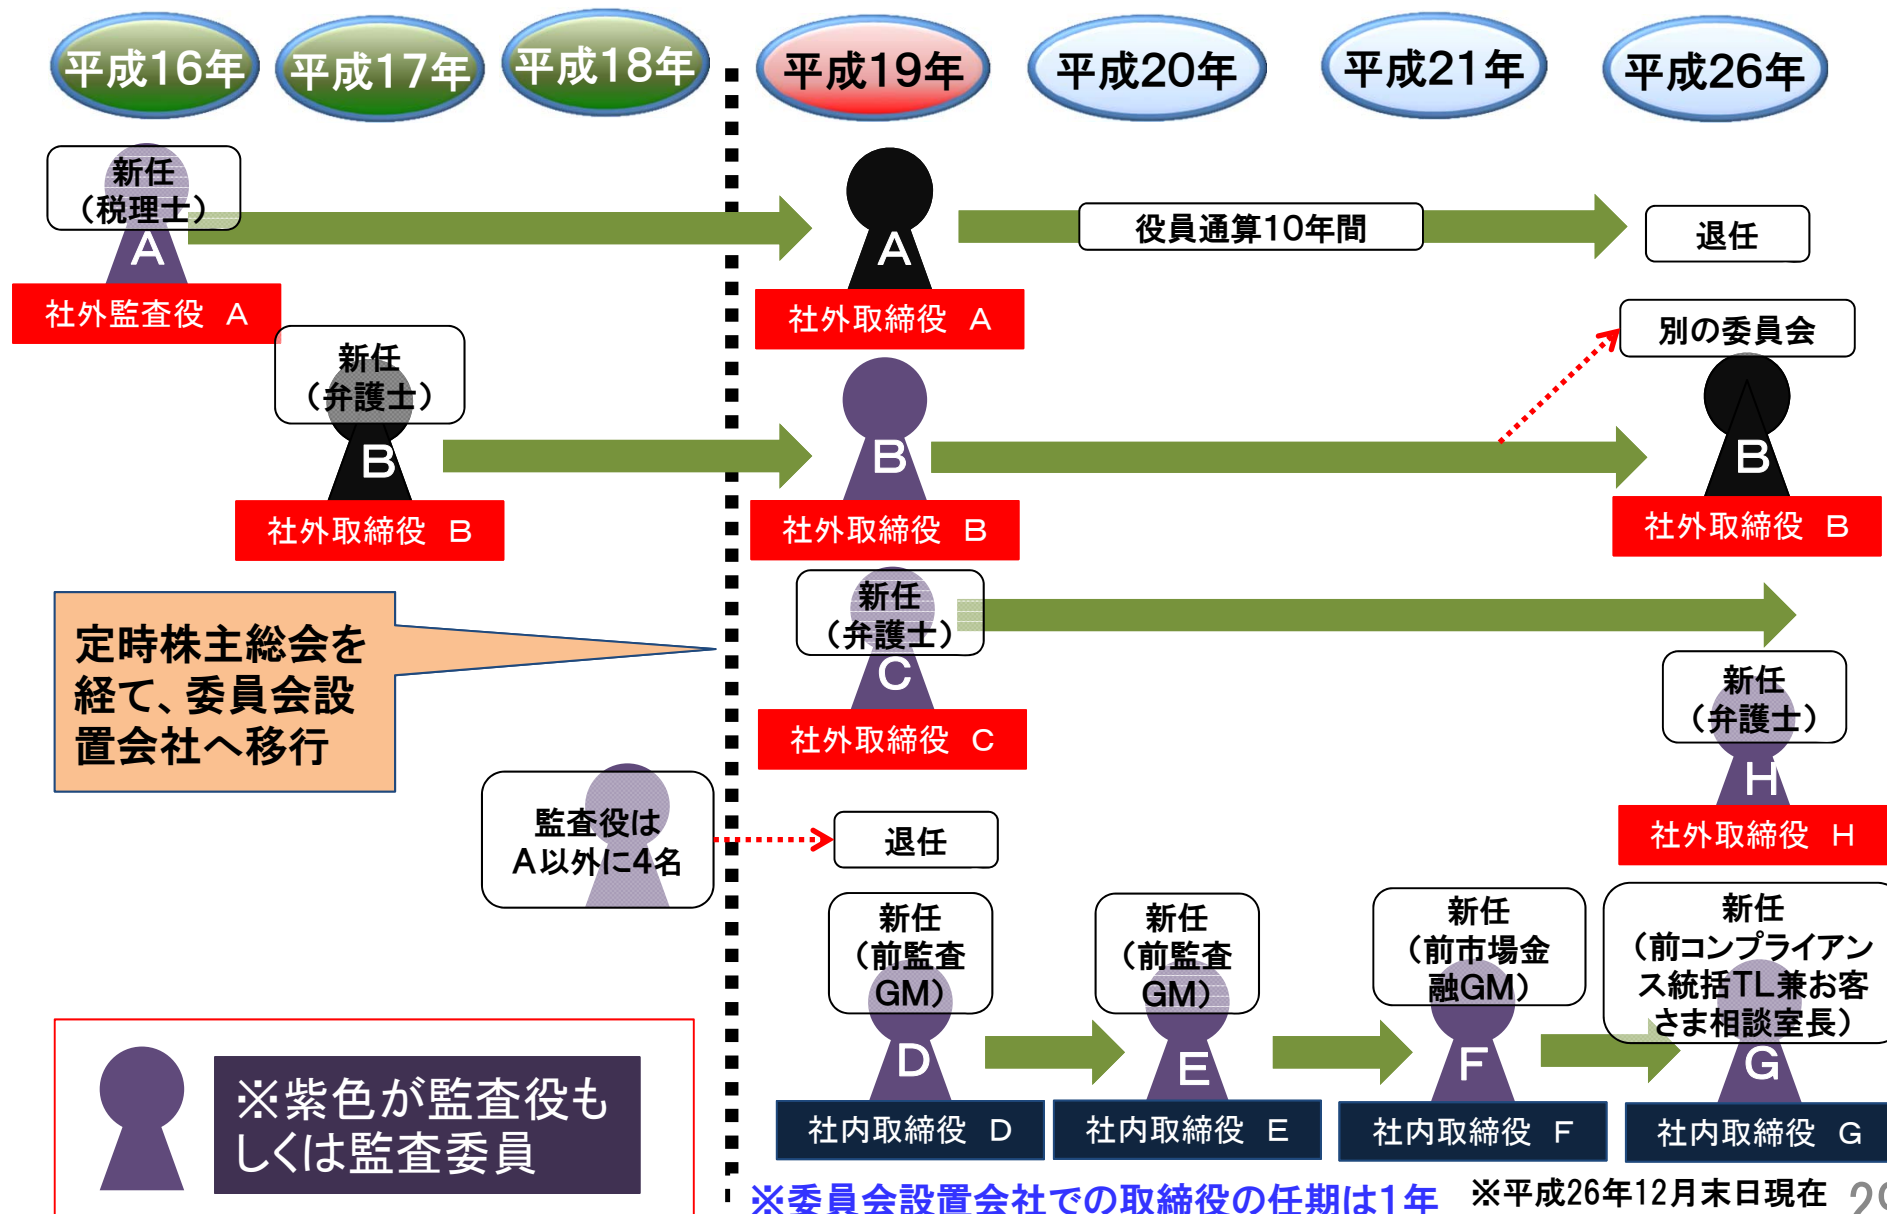 平成16年
平成17年
平成18年
平成19年
平成20年
平成21年
平成26年
新任
（税理士）
A
社外監査役 A
A
社外取締役 A
役員通算10年間
退任
新任
（弁護士）
B
社外取締役 B
B
社外取締役 B
別の委員会
B
社外取締役 B
定時株主総会を
経て、委員会設
置会社へ移行
新任
（弁護士）
C
社外取締役 C
新任
（弁護士）
H
社外取締役 H
監査役は
A以外に4名
退任
新任
（前監査
GM）
D
社内取締役 D
新任
（前監査
GM）
E
社内取締役 E
新任
（前市場金
融GM）
F
社内取締役 F
新任
（前コンプライアン
ス統括TL兼お客
さま相談室長）
G
社内取締役 G
※紫色が監査役も
しくは監査委員
※委員会設置会社での取締役の任期は1年
※平成26年12月末日現在